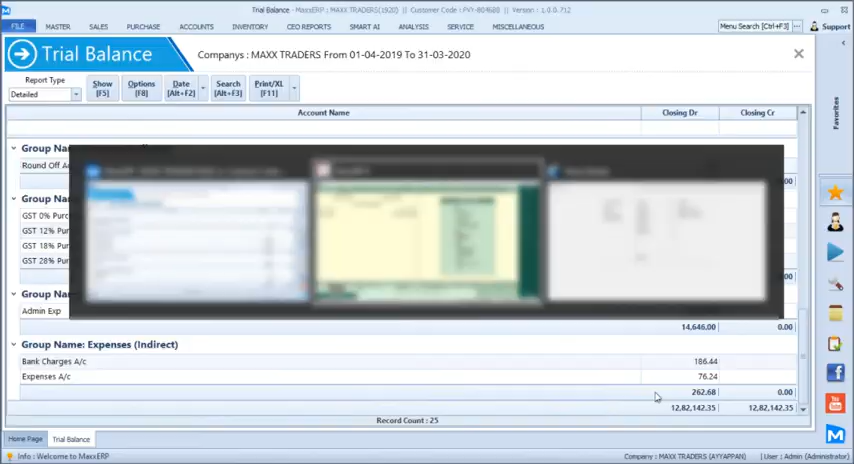 Trial Balance - MaxxERP : MAXX TRADERS(1920) || Customer Code : PVY-804680 || Version : 1.0.0.712
FILE MASTER SALES PURCHASE ACCOUNTS INVENTORY CEO REPORTS SMART AI ANALYSIS SERVICE MISCELLANEOUS Menu Search [Ctrl+F3] Support
Trial Balance Companys : MAXX TRADERS From 01-04-2019 To 31-03-2020
Report Type
Detailed
Show [F5] Options [F8] Date [Alt+F2] Search [Alt+F3] Print/XL [F11]
Favorites
Account Name Closing Dr Closing Cr
Group Name
Round Off A
Group Nam
GST 0% Purc
GST 12% Pur
GST 18% Pur
GST 28% Pur
Group Nam
Admin Exp
14,646.00 0.00
Group Name: Expenses (Indirect)
Bank Charges A/c 186.44
Expenses A/c 76.24
262.68 0.00
12,82,142.35 12,82,142.35
Record Count : 25
Home Page Trial Balance
Info : Welcome to MaxxERP Company : MAXX TRADERS (AYYAPPAN) User : Admin (Administrator)